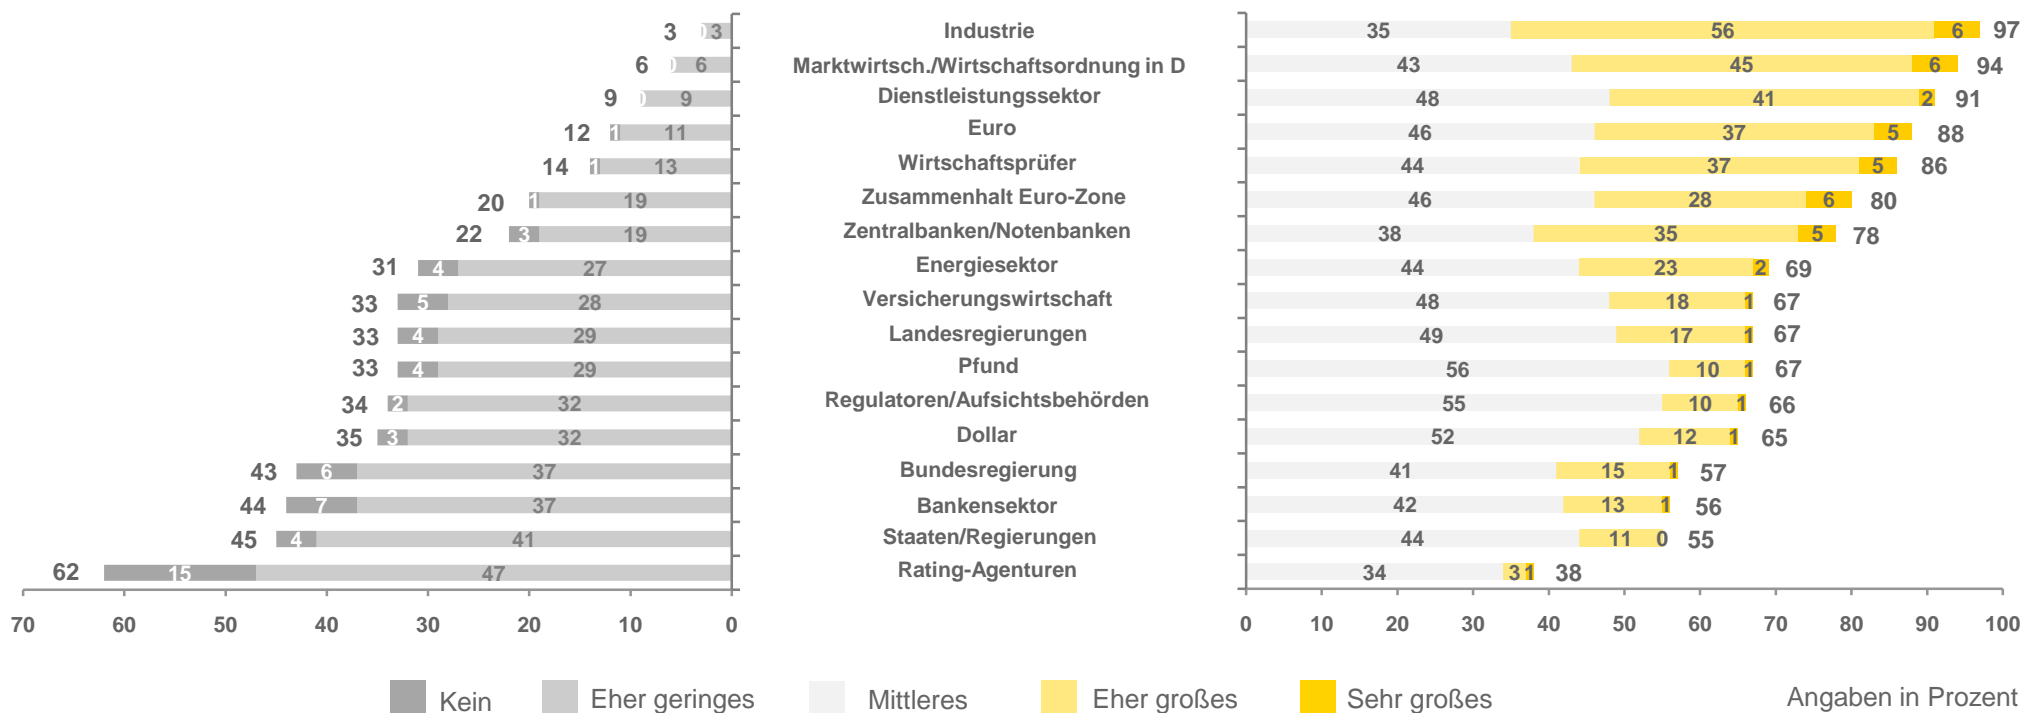 3 0 3 Industrie 35 56 6 97
6 0 6 Marktwirtsch./Wirtschaftsordnung in D 43 45 6 94
9 0 9 Dienstleistungssektor 48 41 2 91
12 1 11 Euro 46 37 5 88
14 1 13 Wirtschaftsprüfer 44 37 5 86
20 1 19 Zusammenhalt Euro-Zone 46 28 6 80
22 3 19 Zentralbanken/Notenbanken 38 35 5 78
31 4 27 Energiesektor 44 23 2 69
33 5 28 Versicherungswirtschaft 48 18 1 67
33 4 29 Landesregierungen 49 17 1 67
33 4 29 Pfund 56 10 1 67
34 2 32 Regulatoren/Aufsichtsbehörden 55 10 1 66
35 3 32 Dollar 52 12 1 65
43 6 37 Bundesregierung 41 15 1 57
44 7 37 Bankensektor 42 13 1 56
45 4 41 Staaten/Regierungen 44 11 0 55
62 15 47 Rating-Agenturen 34 3 1 38
70 60 50 40 30 20 10 0 0 10 20 30 40 50 60 70 80 90 100
Kein Eher geringes Mittleres Eher großes Sehr großes Angaben in Prozent